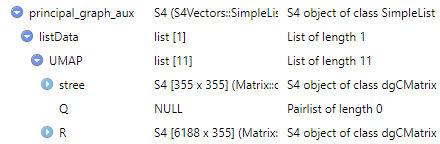 principal_graph_aux S4 (S4Vectors::SimpleLis S4 object of class SimpleList
listData list [1] List of length 1
UMAP list [11] List of length 11
stree S4 [355 x 355] (Matrix::c S4 object of class dgCMatrix
Q NULL Pairlist of length 0
R S4 [6188 x 355] (Matrix: S4 object of class dgCMatrix